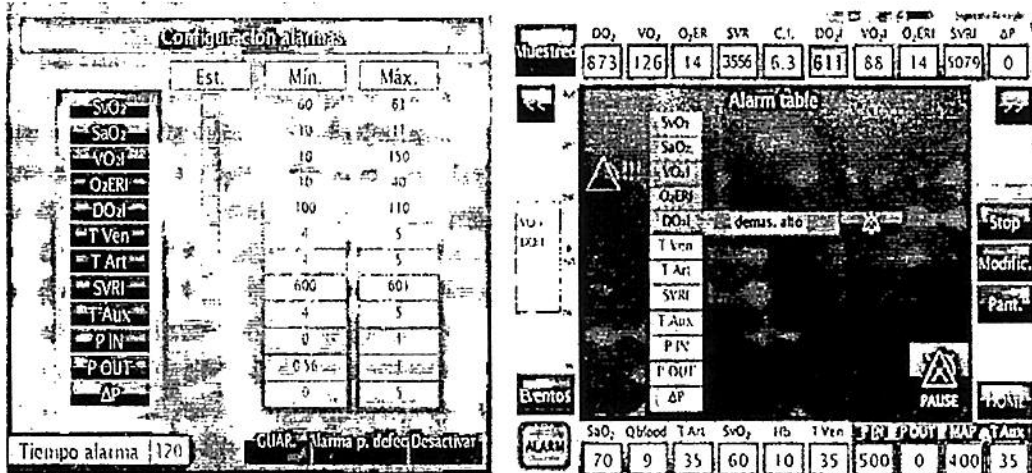 Configuración alarmas
Est. Mín. Máx.
SvO₂ 60 61
SaO₂ 10 11
VO₂I 10 150
O₂ERI 10 40
DO₂I 100 110
T Ven 4 5
T Art 4 5
SVRI 600 601
T Aux 4 5
P IN 0 1
P OUT
ΔP 0 5
Tiempo alarma 120
GUAR. Alarma p. defec Desactivar
DO₂ VO₂ O₂ER SVR C.I. DO₂I VO₂I O₂ERI SVRI ΔP
Muestreo 873 126 14 3556 6.3 611 88 14 5079 0
Alarm table
SvO₂
SaO₂
VO₂I
O₂ERI
DO₂I demas. alto
T Ven
T Art
SVRI
T Aux
P IN
P OUT
ΔP
Stop
Modific.
Pant.
PAUSE
HOME
Eventos
ALARM
SaO₂ Qblood T Art SvO₂ Hb T Ven P IN P OUT MAP T Aux
70 9 35 60 10 35 500 0 400 35